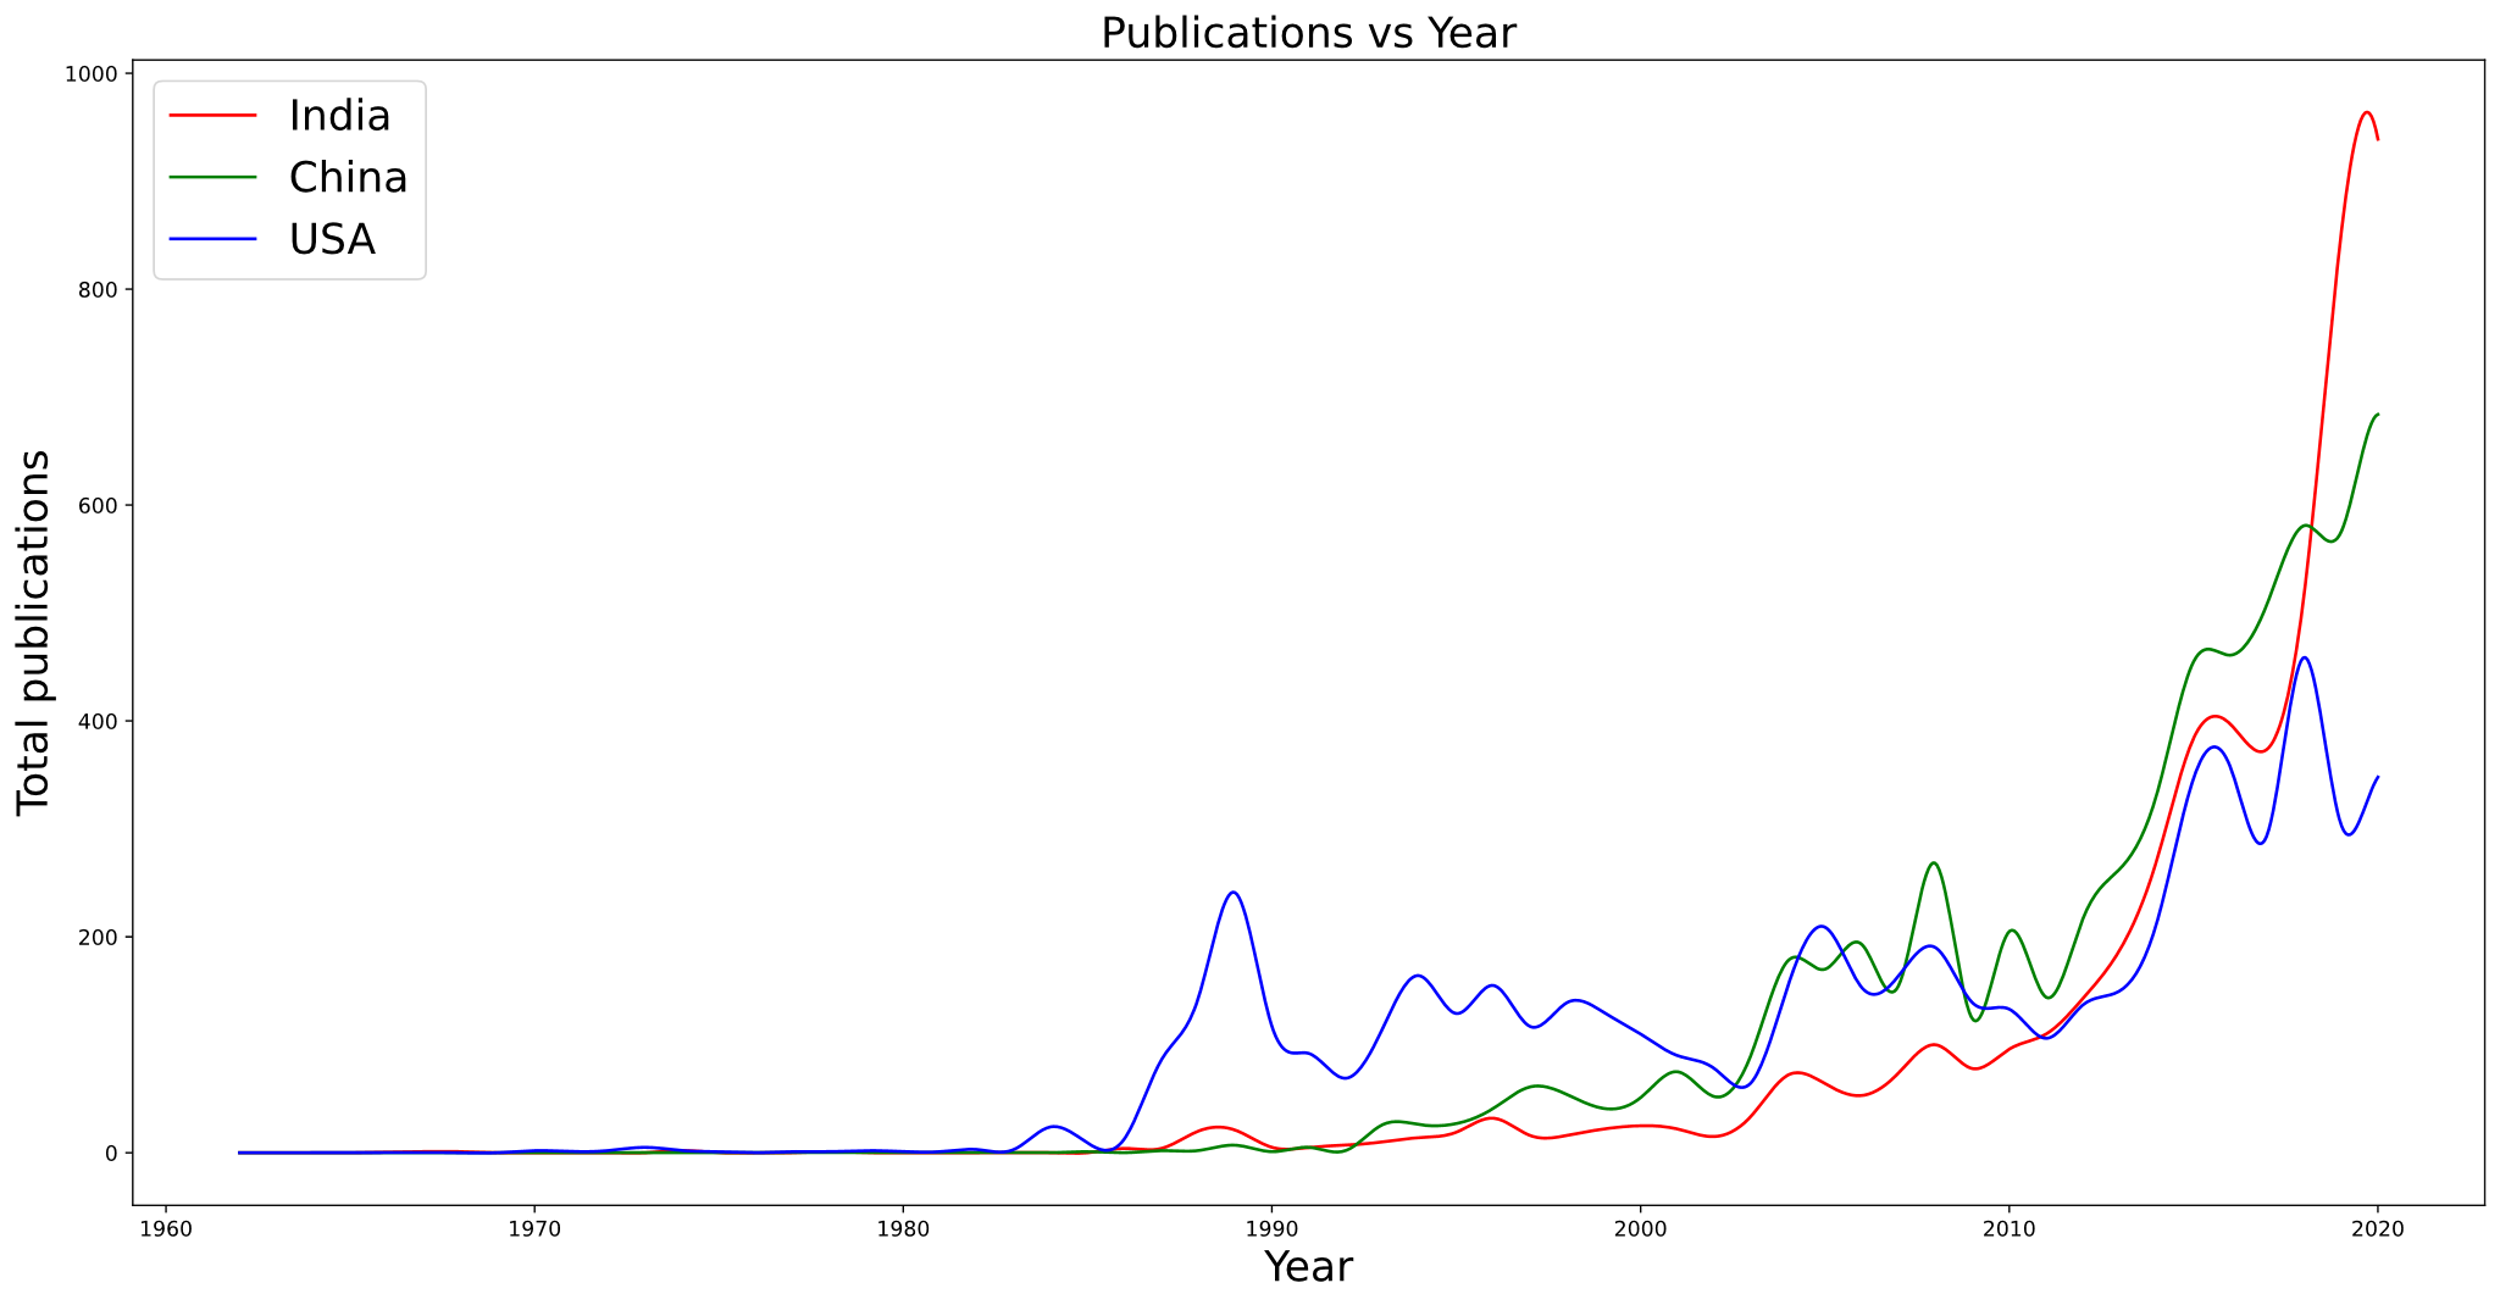 Publications vs Year
1000
800
600
400
200
0
India
China
USA
Total publications
1960 1970 1980 1990 2000 2010 2020
Year